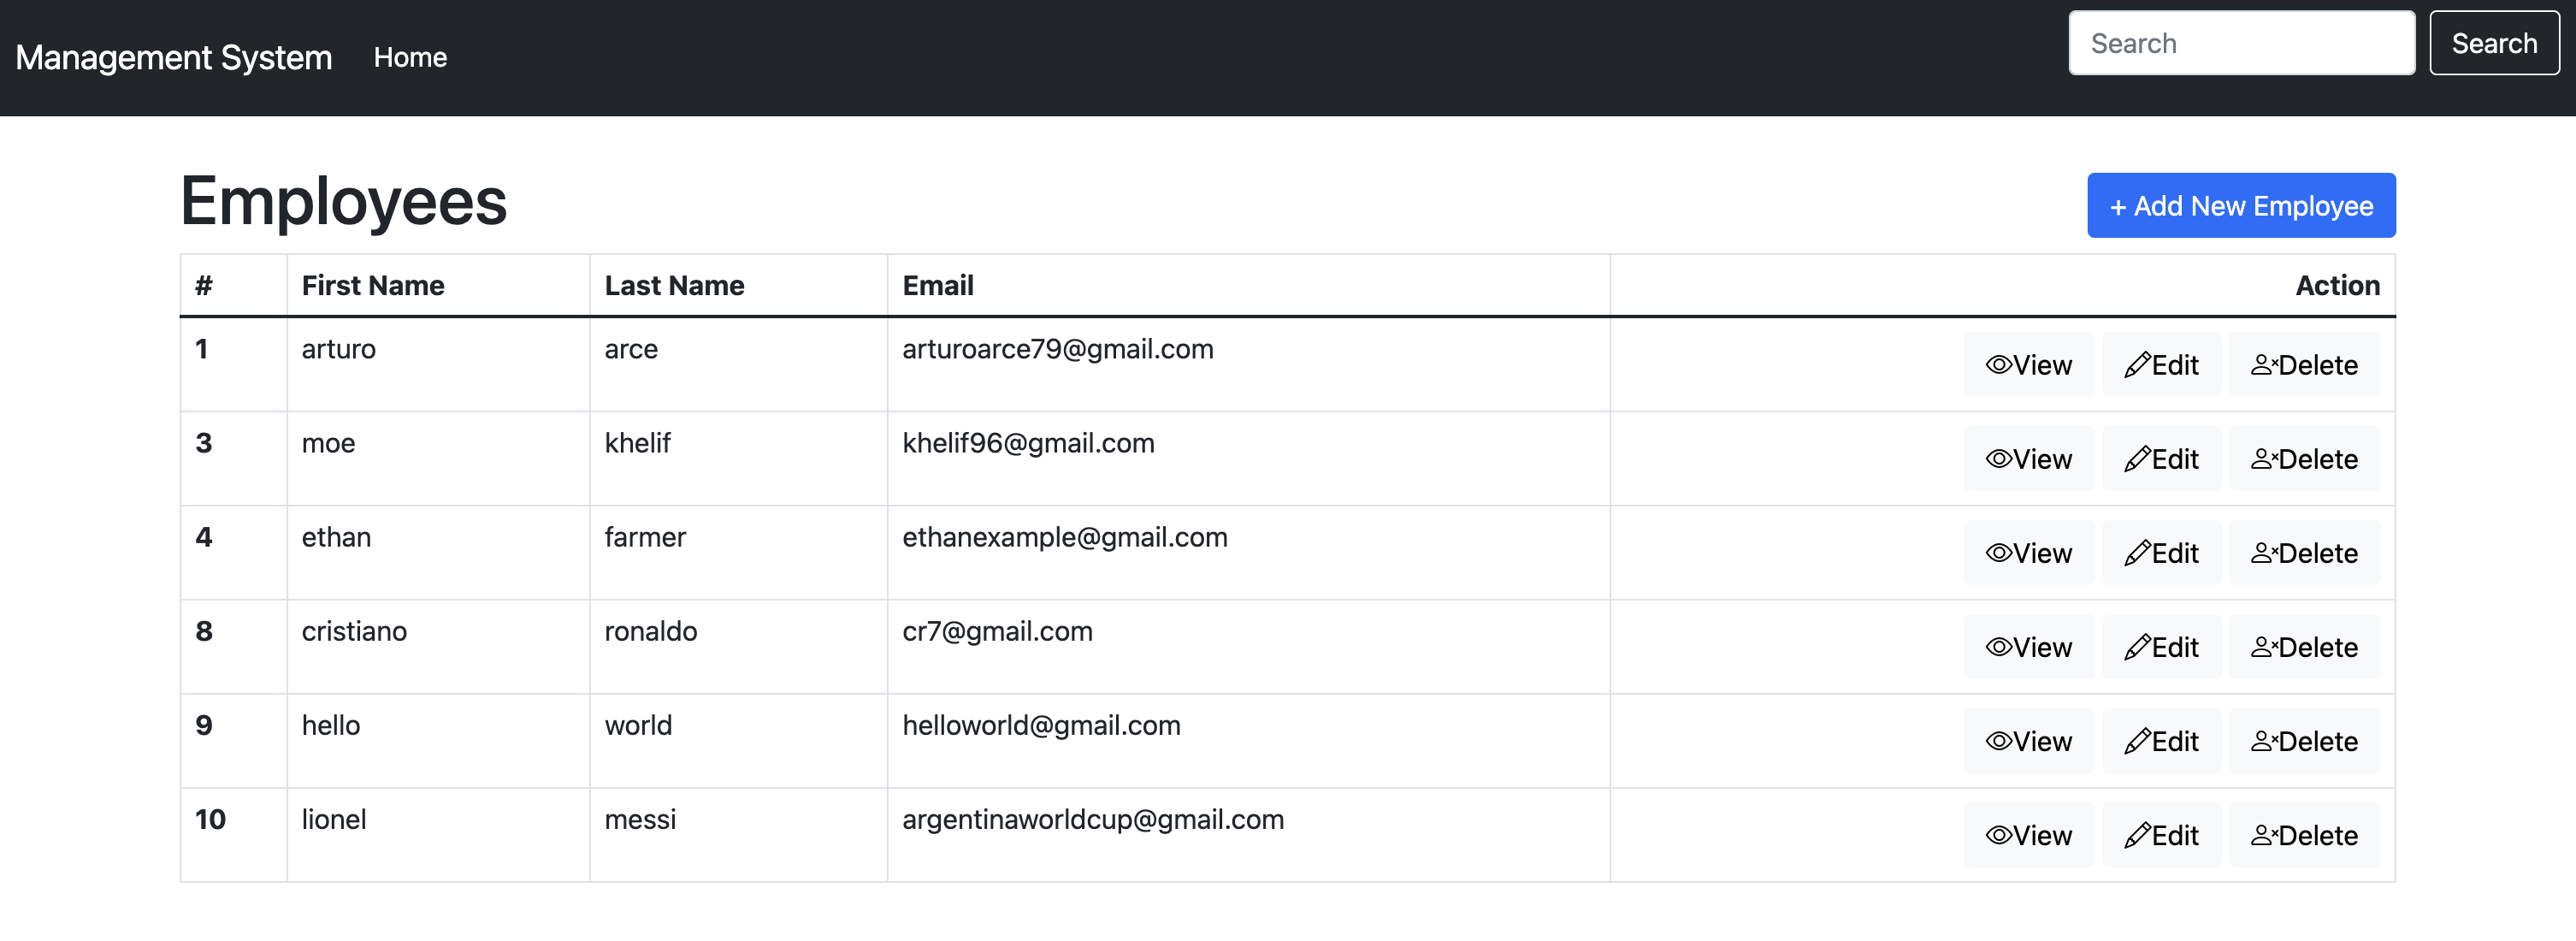 Management System Home Search Search
Employees + Add New Employee
# First Name Last Name Email Action
1 arturo arce arturoarce79@gmail.com View Edit Delete
3 moe khelif khelif96@gmail.com View Edit Delete
4 ethan farmer ethanexample@gmail.com View Edit Delete
8 cristiano ronaldo cr7@gmail.com View Edit Delete
9 hello world helloworld@gmail.com View Edit Delete
10 lionel messi argentinaworldcup@gmail.com View Edit Delete